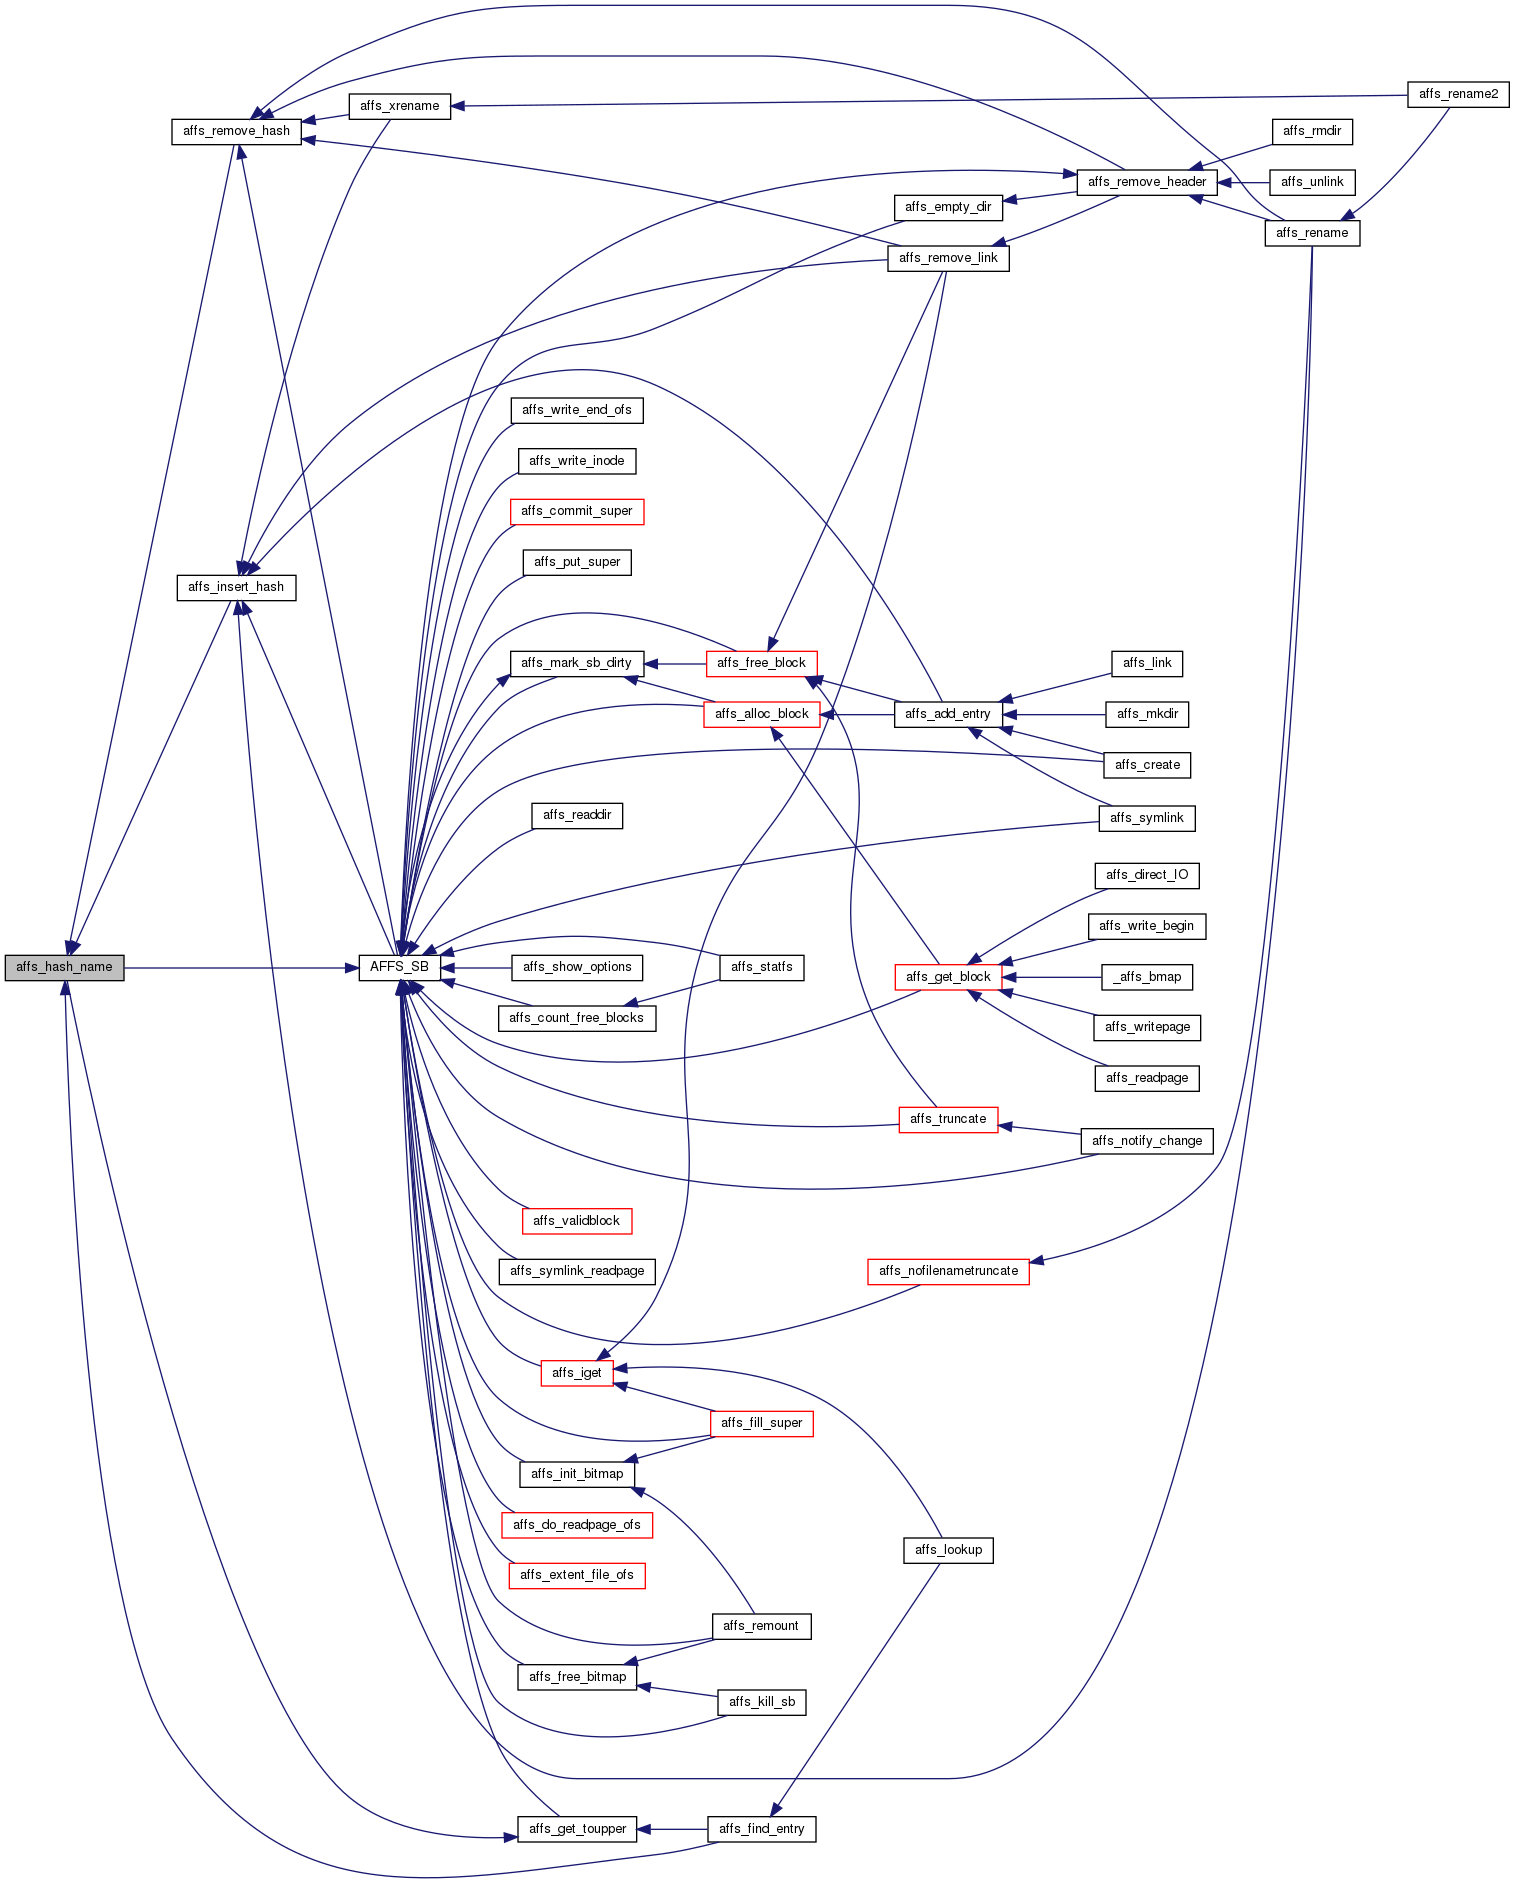 affs_rename2
affs_xrename
affs_remove_hash
affs_rmdir
affs_remove_header
affs_unlink
affs_empty_dir
affs_rename
affs_remove_link
affs_write_end_ofs
affs_write_inode
affs_commit_super
affs_put_super
affs_insert_hash
affs_mark_sb_dirty
affs_free_block
affs_link
affs_alloc_block
affs_add_entry
affs_mkdir
affs_create
affs_readdir
affs_symlink
affs_direct_IO
affs_write_begin
affs_hash_name
AFFS_SB
affs_show_options
affs_statfs
affs_get_block
_affs_bmap
affs_count_free_blocks
affs_writepage
affs_readpage
affs_truncate
affs_notify_change
affs_validblock
affs_symlink_readpage
affs_nofilenametruncate
affs_iget
affs_fill_super
affs_init_bitmap
affs_do_readpage_ofs
affs_lookup
affs_extent_file_ofs
affs_remount
affs_free_bitmap
affs_kill_sb
affs_get_toupper
affs_find_entry